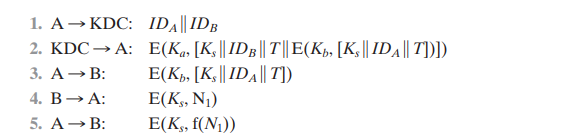 1. A → KDC: ID_A || ID_B
2. KDC → A: E(K_a, [K_s || ID_B || T || E(K_b, [K_s || ID_A || T])])
3. A → B: E(K_b, [K_s || ID_A || T])
4. B → A: E(K_s, N_1)
5. A → B: E(K_s, f(N_1))